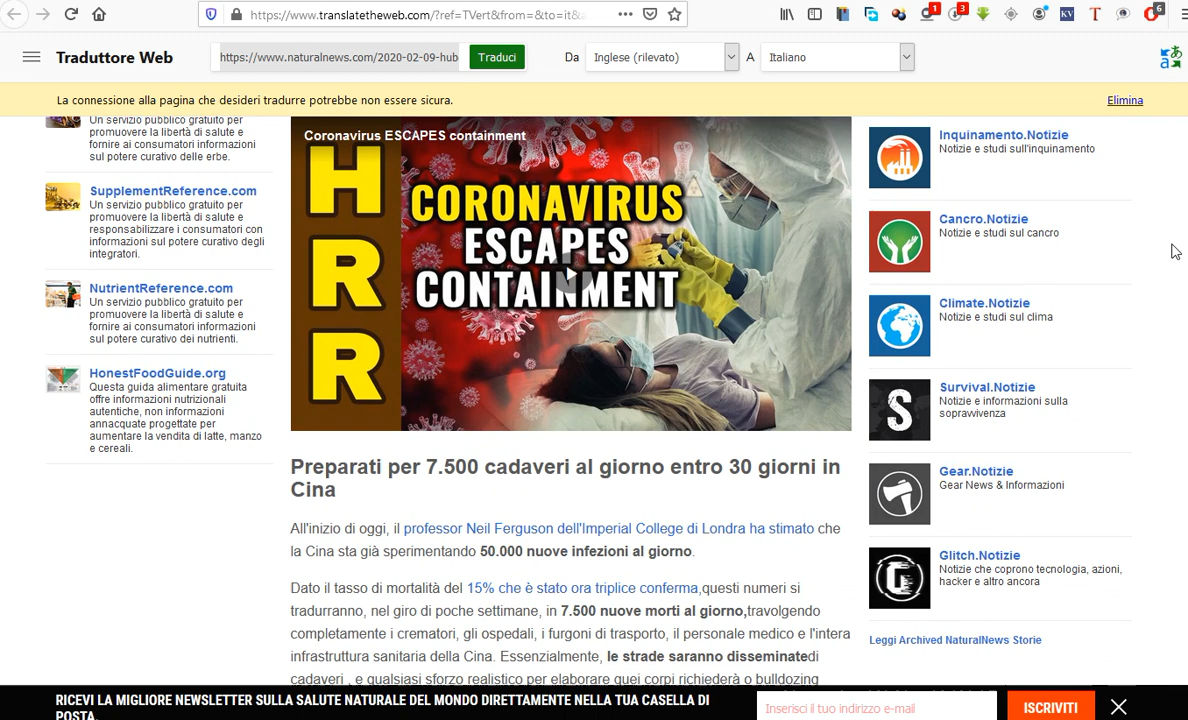 https://www.translatetheweb.com/?ref=TVert&from=&to=it&a
1
3
KV
T
6
Traduttore Web
https://www.naturalnews.com/2020-02-09-hub
Traduci
Da
Inglese (rilevato)
A
Italiano
La connessione alla pagina che desideri tradurre potrebbe non essere sicura.
Elimina
Un servizio pubblico gratuito per
promuovere la libertà di salute e
fornire ai consumatori informazioni
sul potere curativo delle erbe.
SupplementReference.com
Un servizio pubblico gratuito per
promuovere la libertà di salute e
responsabilizzare i consumatori con
informazioni sul potere curativo degli
integratori.
NutrientReference.com
Un servizio pubblico gratuito per
promuovere la libertà di salute e
fornire ai consumatori informazioni
sul potere curativo dei nutrienti.
HonestFoodGuide.org
Questa guida alimentare gratuita
offre informazioni nutrizionali
autentiche, non informazioni
annacquate progettate per
aumentare la vendita di latte, manzo
e cereali.
Coronavirus ESCAPES containment
H
R
R
CORONAVIRUS
ESCAPES
CONTAINMENT
Preparati per 7.500 cadaveri al giorno entro 30 giorni in
Cina
All'inizio di oggi, il professor Neil Ferguson dell'Imperial College di Londra ha stimato che
la Cina sta già sperimentando 50.000 nuove infezioni al giorno.
Dato il tasso di mortalità del 15% che è stato ora triplice conferma,questi numeri si
tradurranno, nel giro di poche settimane, in 7.500 nuove morti al giorno,travolgendo
completamente i crematori, gli ospedali, i furgoni di trasporto, il personale medico e l'intera
infrastruttura sanitaria della Cina. Essenzialmente, le strade saranno disseminatedi
cadaveri , e qualsiasi sforzo realistico per elaborare quei corpi richiederà o bulldozing
Inquinamento.Notizie
Notizie e studi sull'inquinamento
Cancro.Notizie
Notizie e studi sul cancro
Climate.Notizie
Notizie e studi sul clima
S
Survival.Notizie
Notizie e informazioni sulla
sopravvivenza
Gear.Notizie
Gear News & Informazioni
G
Glitch.Notizie
Notizie che coprono tecnologia, azioni,
hacker e altro ancora
Leggi Archived NaturalNews Storie
RICEVI LA MIGLIORE NEWSLETTER SULLA SALUTE NATURALE DEL MONDO DIRETTAMENTE NELLA TUA CASELLA DI
POSTA.
Inserisci il tuo indirizzo e-mail
ISCRIVITI